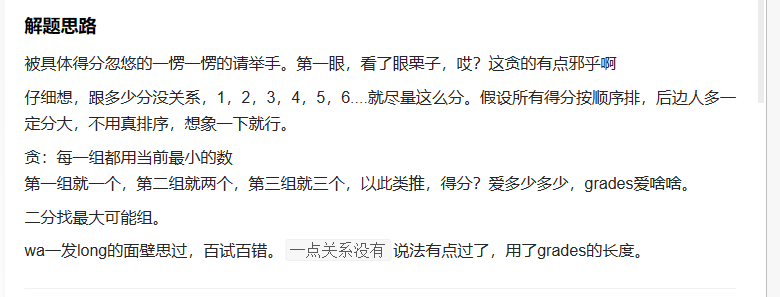 解题思路
被具体得分忽悠的一愣一愣的请举手。第一眼，看了眼栗子，哎？这贪的有点邪乎啊
仔细想，跟多少分没关系，1，2，3，4，5，6....就尽量这么分。假设所有得分按顺序排，后边人多一
定分大，不用真排序，想象一下就行。
贪：每一组都用当前最小的数
第一组就一个，第二组就两个，第三组就三个，以此类推，得分？爱多少多少，grades爱啥啥。
二分找最大可能组。
wa一发long的面壁思过，百试百错。 一点关系没有 说法有点过了，用了grades的长度。